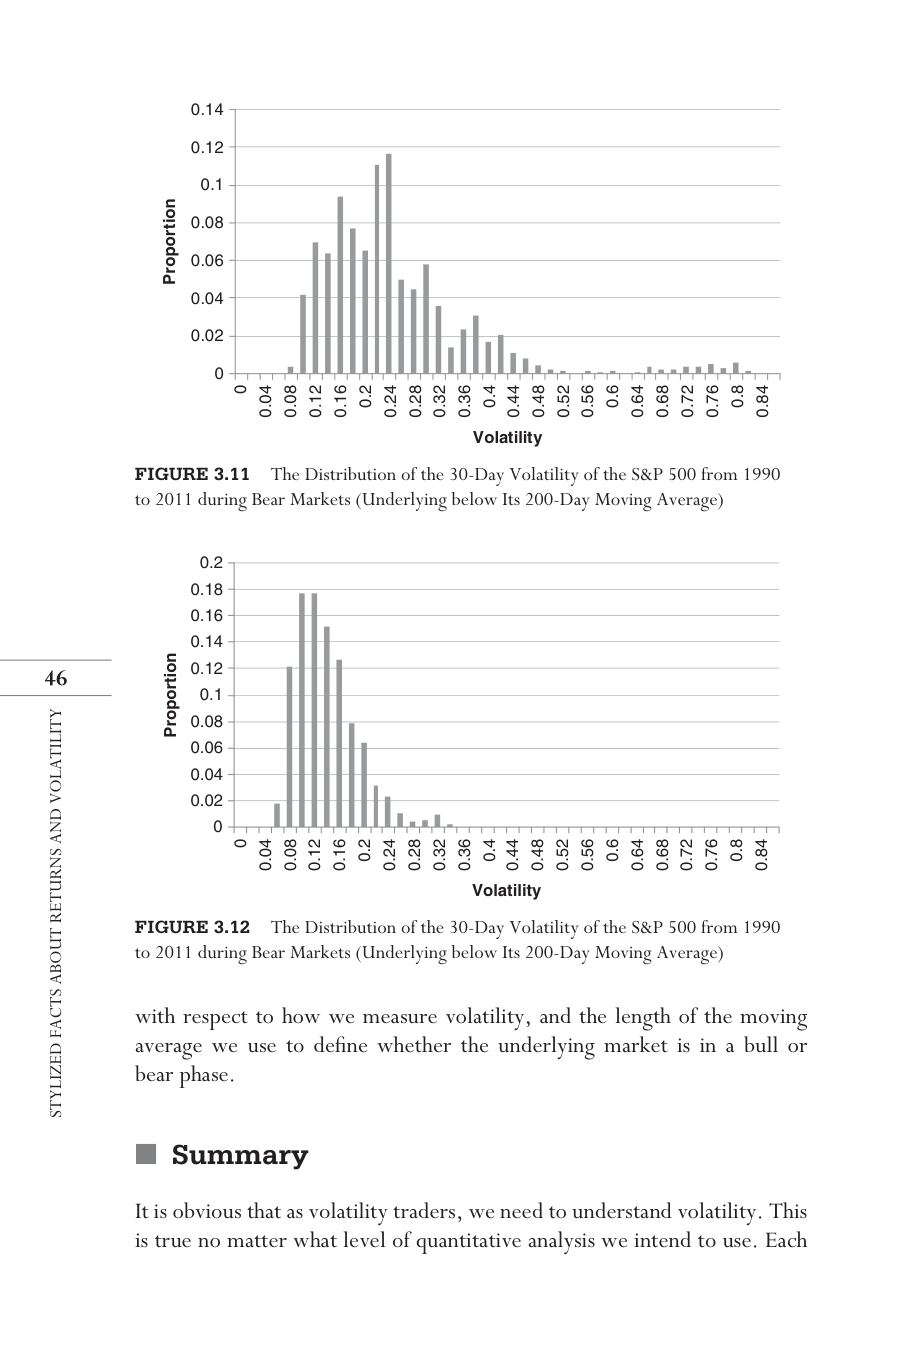 0.14
0.12
0.1
0.08
0.06
0.04
0.02
0
Proportion
0 0.04 0.08 0.12 0.16 0.2 0.24 0.28 0.32 0.36 0.4 0.44 0.48 0.52 0.56 0.6 0.64 0.68 0.72 0.76 0.8 0.84
Volatility
FIGURE 3.11 The Distribution of the 30-Day Volatility of the S&P 500 from 1990
to 2011 during Bear Markets (Underlying below Its 200-Day Moving Average)
0.2
0.18
0.16
0.14
0.12
0.1
0.08
0.06
0.04
0.02
0
Proportion
0 0.04 0.08 0.12 0.16 0.2 0.24 0.28 0.32 0.36 0.4 0.44 0.48 0.52 0.56 0.6 0.64 0.68 0.72 0.76 0.8 0.84
Volatility
46
STYLIZED FACTS ABOUT RETURNS AND VOLATILITY
FIGURE 3.12 The Distribution of the 30-Day Volatility of the S&P 500 from 1990
to 2011 during Bear Markets (Underlying below Its 200-Day Moving Average)
with respect to how we measure volatility, and the length of the moving
average we use to define whether the underlying market is in a bull or
bear phase.
Summary
It is obvious that as volatility traders, we need to understand volatility. This
is true no matter what level of quantitative analysis we intend to use. Each